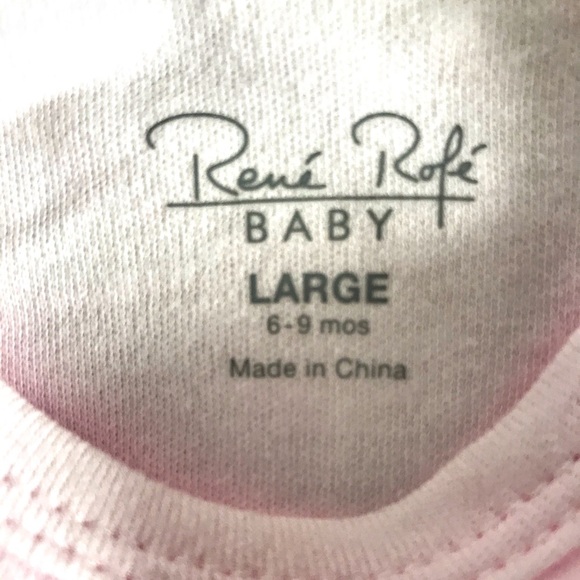 René Rofé
BABY
LARGE
6-9 mos
Made in China